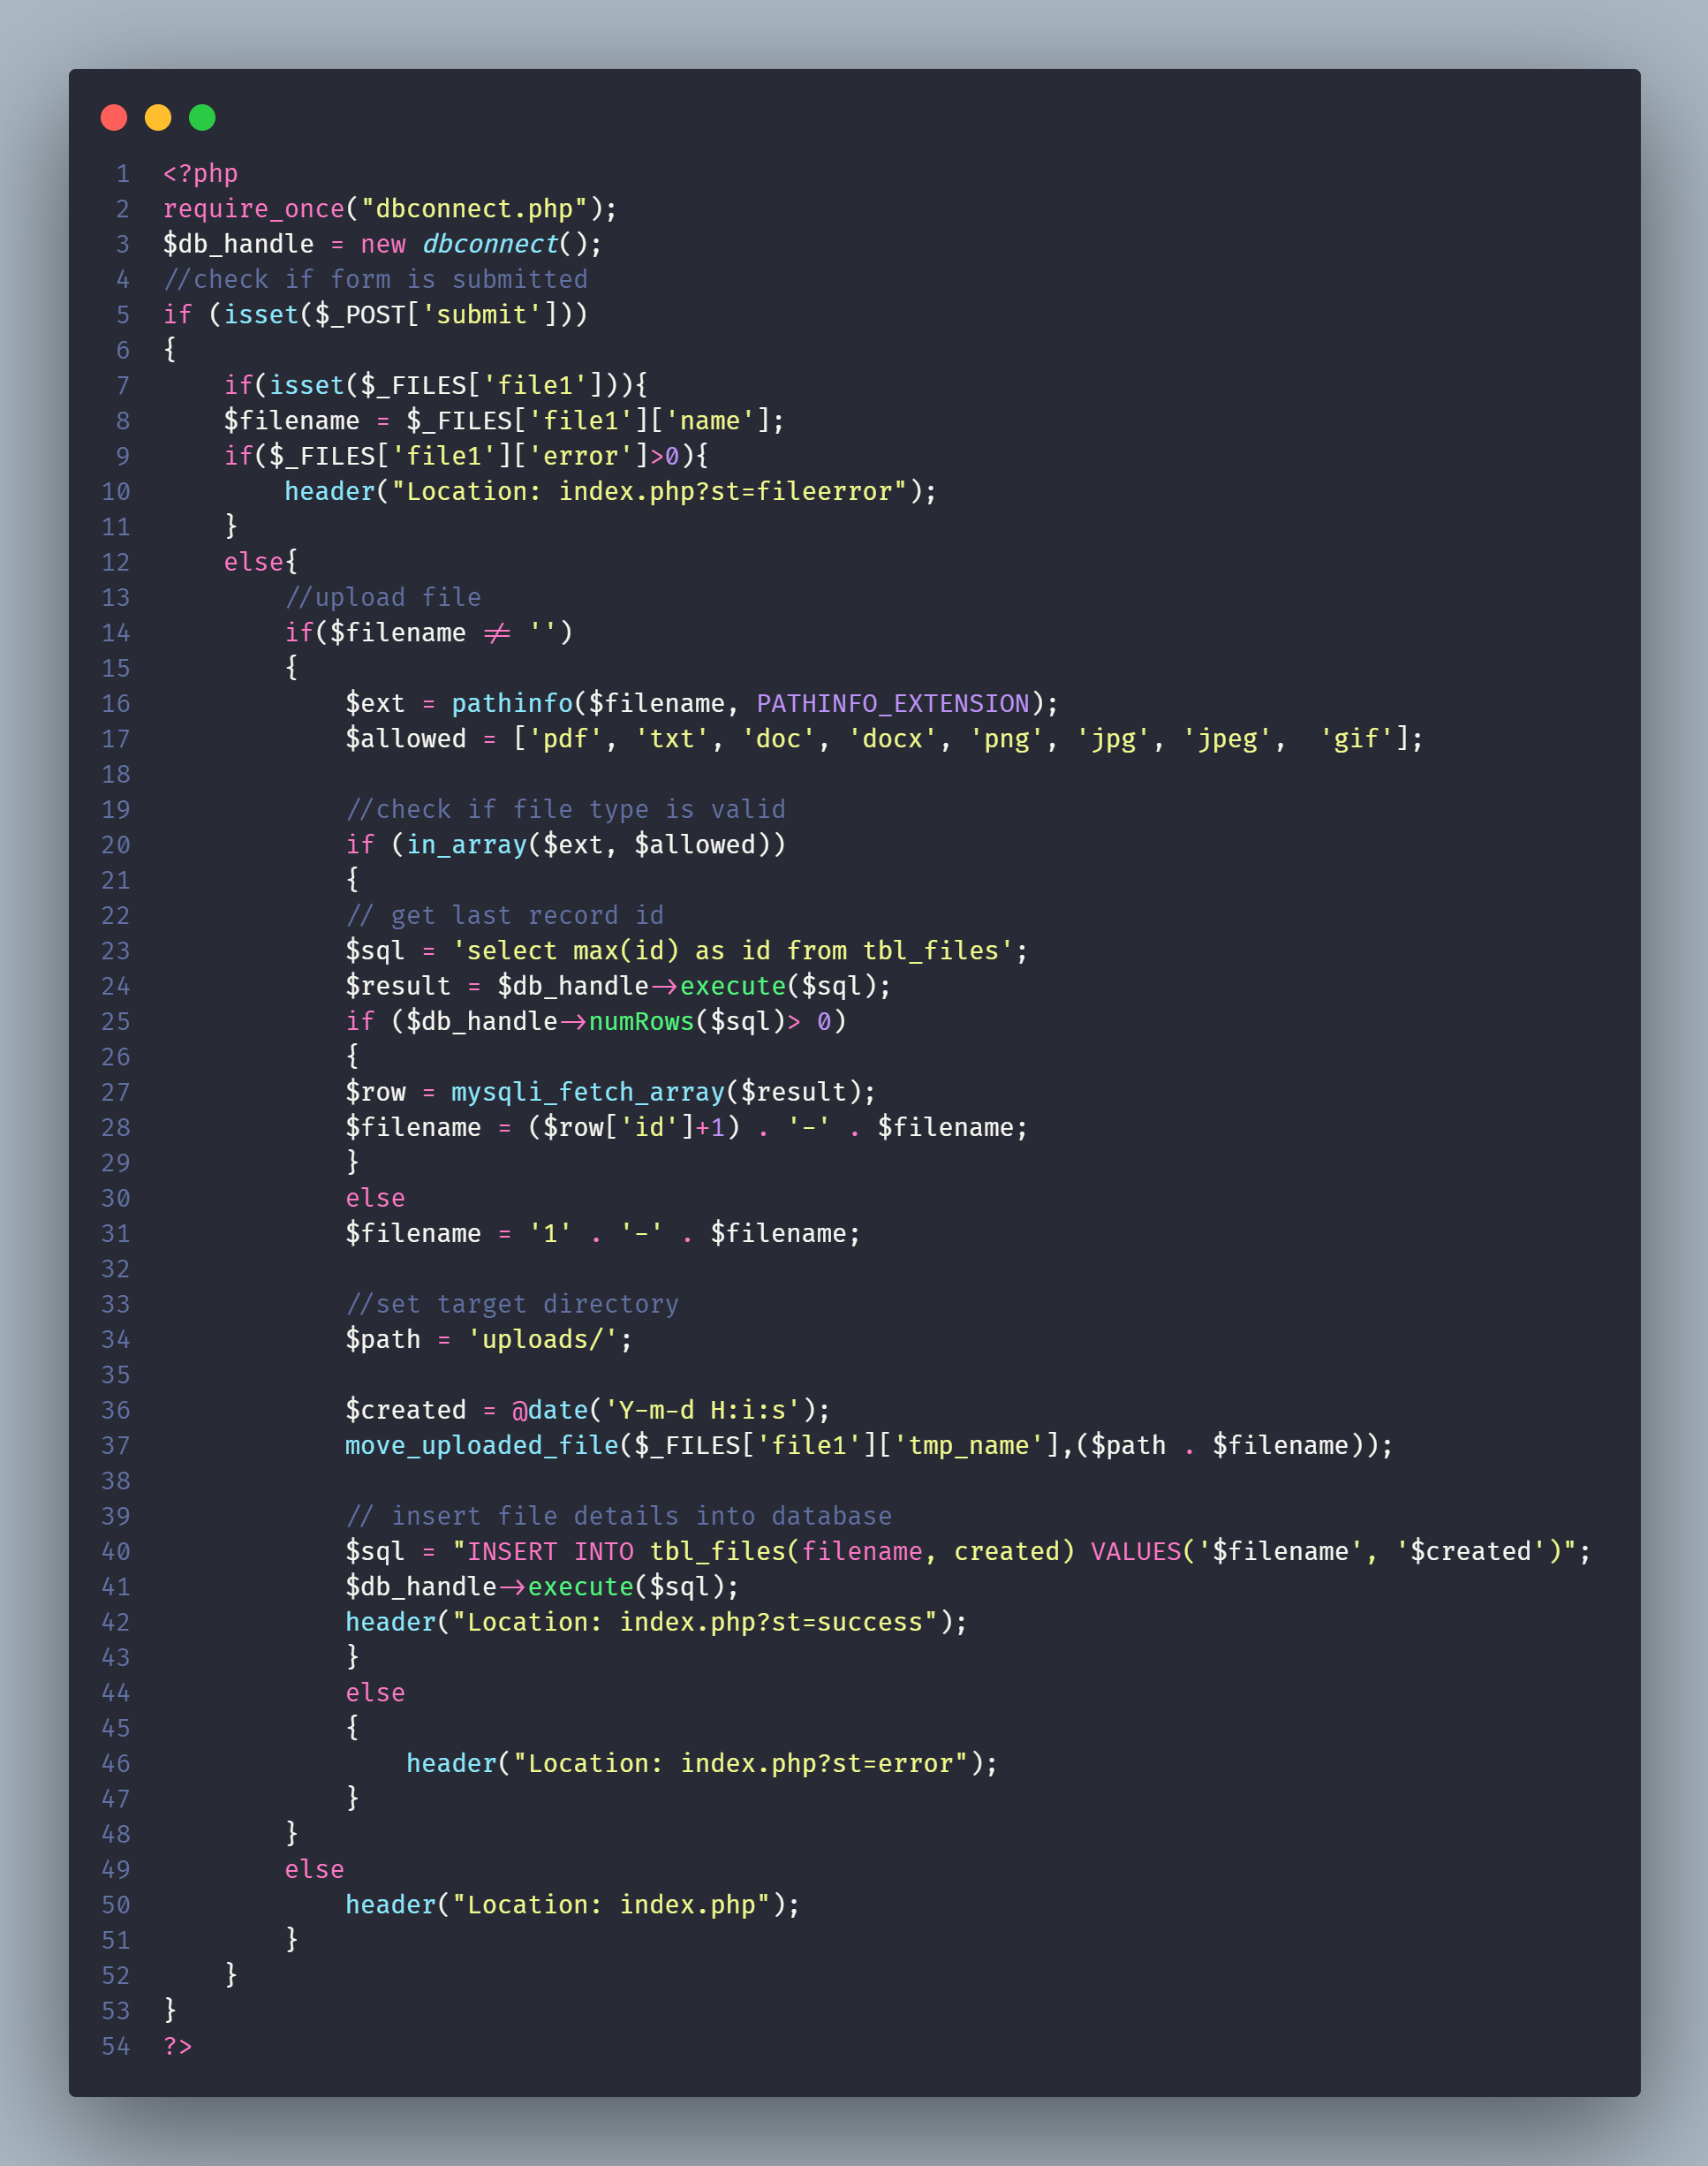 1 <?php
2 require_once("dbconnect.php");
3 $db_handle = new dbconnect();
4 //check if form is submitted
5 if (isset($_POST['submit']))
6 {
7     if(isset($_FILES['file1'])){
8     $filename = $_FILES['file1']['name'];
9     if($_FILES['file1']['error']>0){
10         header("Location: index.php?st=fileerror");
11     }
12     else{
13         //upload file
14         if($filename != '')
15         {
16             $ext = pathinfo($filename, PATHINFO_EXTENSION);
17             $allowed = ['pdf', 'txt', 'doc', 'docx', 'png', 'jpg', 'jpeg',  'gif'];
18
19             //check if file type is valid
20             if (in_array($ext, $allowed))
21             {
22             // get last record id
23             $sql = 'select max(id) as id from tbl_files';
24             $result = $db_handle->execute($sql);
25             if ($db_handle->numRows($sql)> 0)
26             {
27             $row = mysqli_fetch_array($result);
28             $filename = ($row['id']+1) . '-' . $filename;
29             }
30             else
31             $filename = '1' . '-' . $filename;
32
33             //set target directory
34             $path = 'uploads/';
35
36             $created = @date('Y-m-d H:i:s');
37             move_uploaded_file($_FILES['file1']['tmp_name'],($path . $filename));
38
39             // insert file details into database
40             $sql = "INSERT INTO tbl_files(filename, created) VALUES('$filename', '$created')";
41             $db_handle->execute($sql);
42             header("Location: index.php?st=success");
43             }
44             else
45             {
46                 header("Location: index.php?st=error");
47             }
48         }
49         else
50             header("Location: index.php");
51         }
52     }
53 }
54 ?>